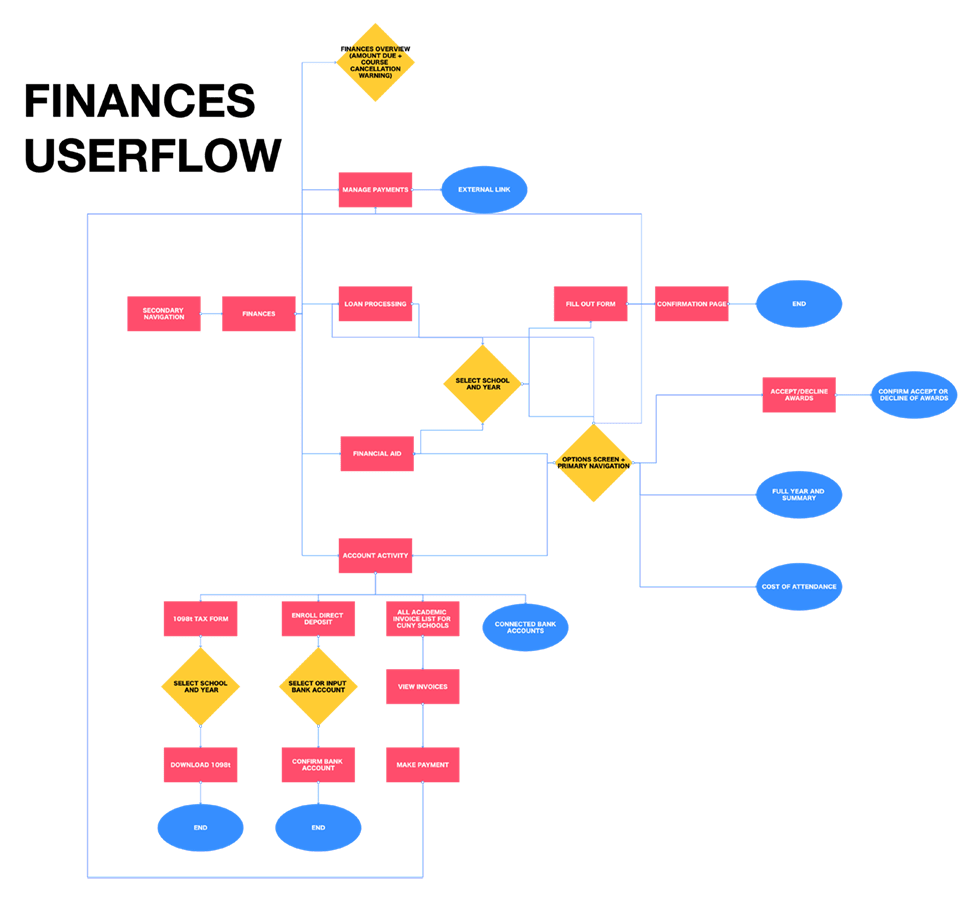 FINANCES OVERVIEW
(AMOUNT DUE +
COURSE
CANCELLATION
WARNING)
FINANCES
USERFLOW
MANAGE PAYMENTS
EXTERNAL LINK
SECONDARY
NAVIGATION
FINANCES
LOAN PROCESSING
FILL OUT FORM
CONFIRMATION PAGE
END
SELECT SCHOOL
AND YEAR
ACCEPT/DECLINE
AWARDS
CONFIRM ACCEPT OR
DECLINE OF AWARDS
FINANCIAL AID
OPTIONS SCREEN +
PRIMARY NAVIGATION
FULL YEAR AND
SUMMARY
ACCOUNT ACTIVITY
COST OF ATTENDANCE
1098t TAX FORM
ENROLL DIRECT
DEPOSIT
ALL ACADEMIC
INVOICE LIST FOR
CUNY SCHOOLS
CONNECTED BANK
ACCOUNTS
SELECT SCHOOL
AND YEAR
SELECT OR INPUT
BANK ACCOUNT
VIEW INVOICES
DOWNLOAD 1098t
CONFIRM BANK
ACCOUNT
MAKE PAYMENT
END
END